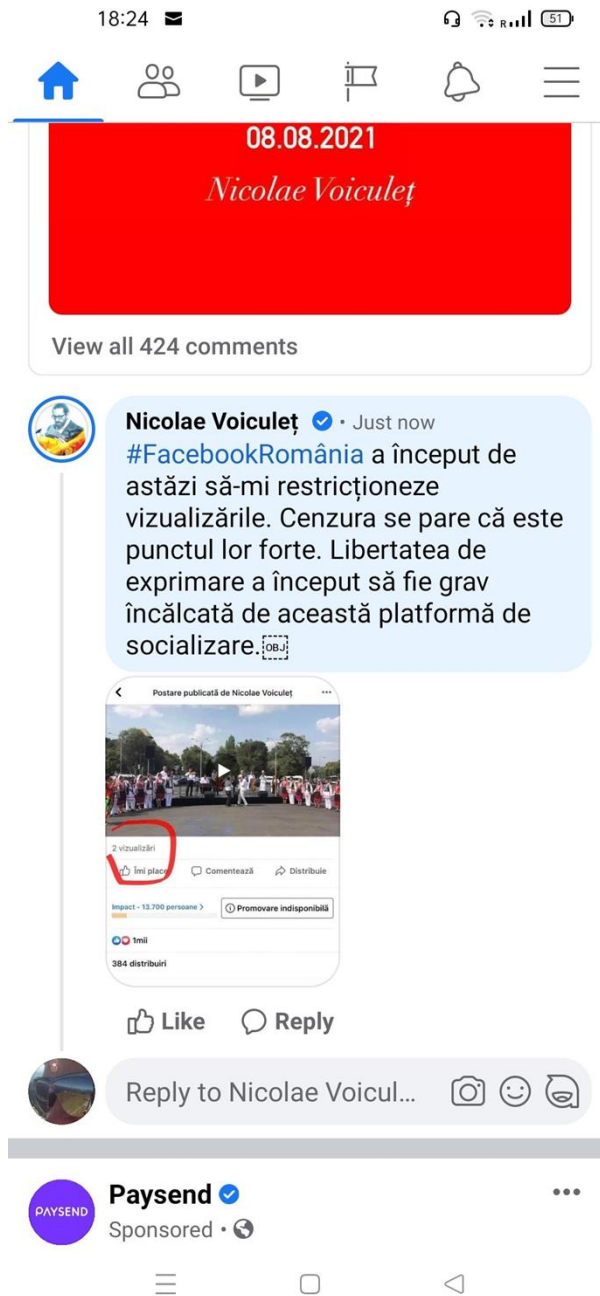 18:24
R
51
08.08.2021
Nicolae Voiculeț
View all 424 comments
Nicolae Voiculeț · Just now
#FacebookRomânia a început de
astăzi să-mi restricționeze
vizualizările. Cenzura se pare că este
punctul lor forte. Libertatea de
exprimare a început să fie grav
încălcată de această platformă de
socializare.OBJ
Postare publicată de Nicolae Voiculeț
2 vizualizări
Îmi place Comentează Distribuie
Impact - 13.700 persoane > Promovare indisponibilă
1mii
384 distribuiri
Like Reply
Reply to Nicolae Voicul...
PAYSEND
Paysend
Sponsored ·